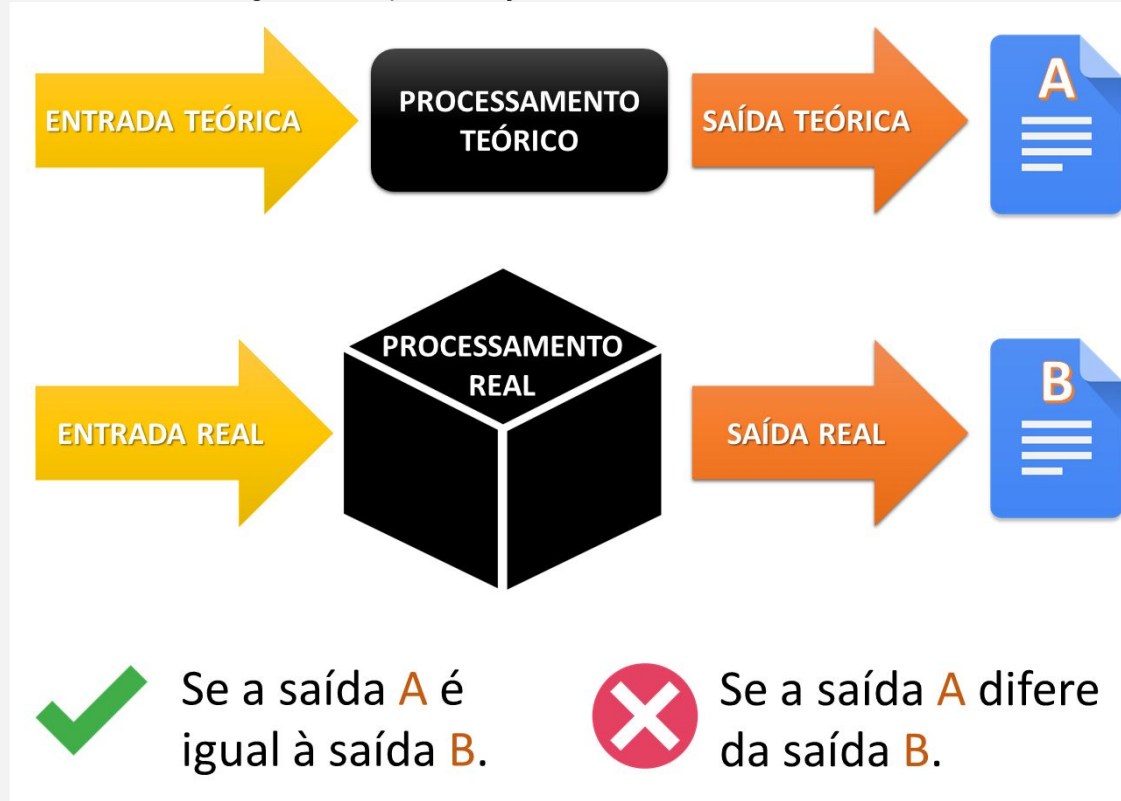 ENTRADA TEÓRICA
PROCESSAMENTO
TEÓRICO
SAÍDA TEÓRICA
A
ENTRADA REAL
PROCESSAMENTO
REAL
SAÍDA REAL
B
Se a saída A é
igual à saída B.
Se a saída A difere
da saída B.